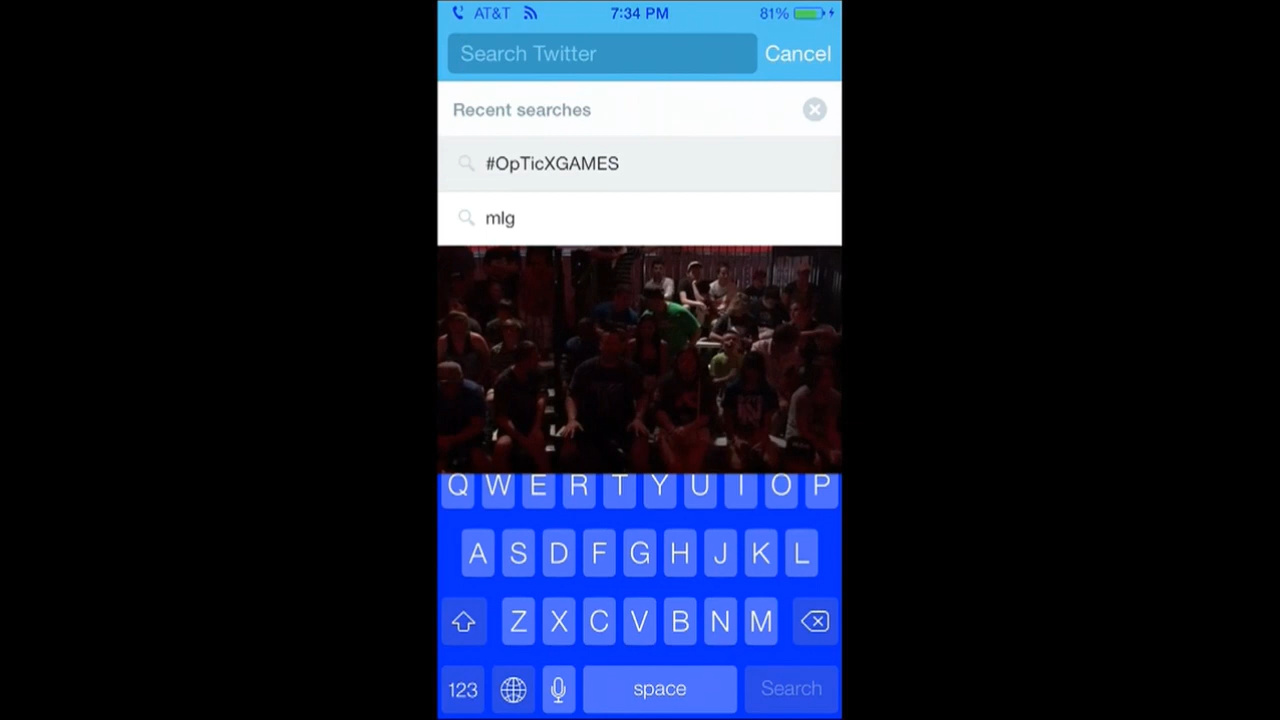 AT&T 7:34 PM 81%
Search Twitter Cancel
Recent searches
#OpTicXGAMES
mlg
Q W E R T Y U I O P
A S D F G H J K L
Z X C V B N M
123 space Search